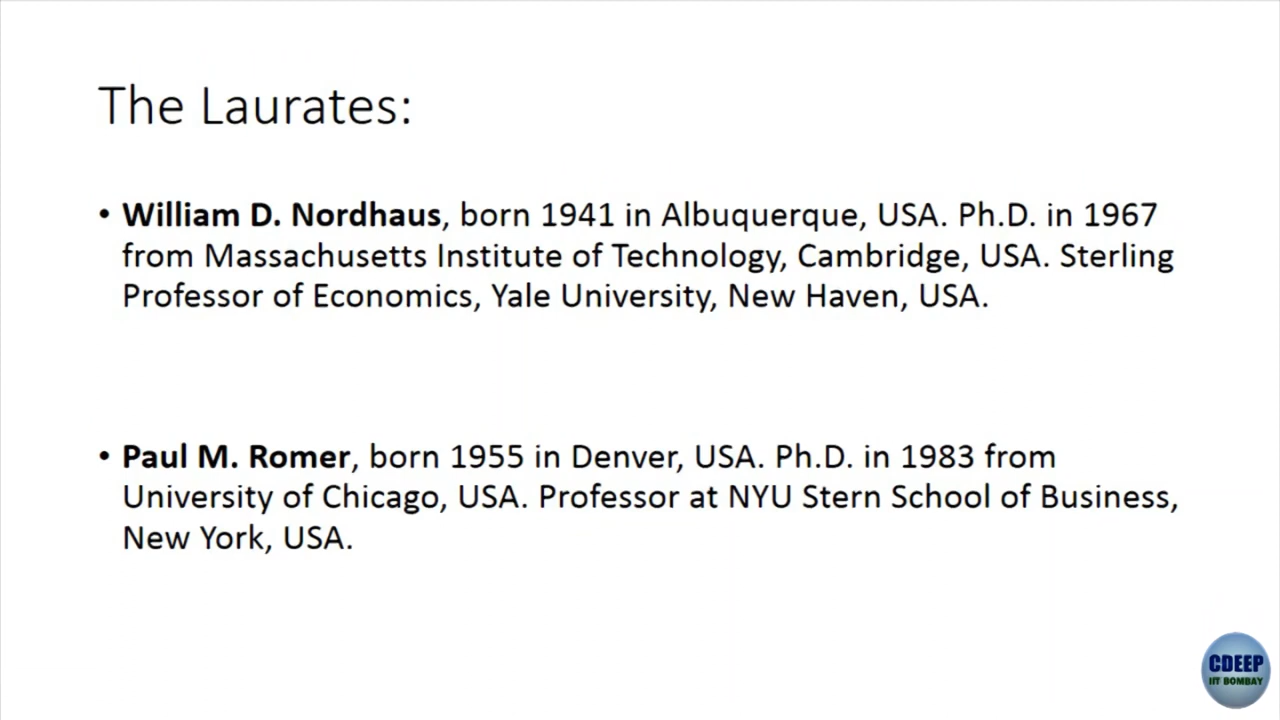 The Laurates:
• William D. Nordhaus, born 1941 in Albuquerque, USA. Ph.D. in 1967
from Massachusetts Institute of Technology, Cambridge, USA. Sterling
Professor of Economics, Yale University, New Haven, USA.
• Paul M. Romer, born 1955 in Denver, USA. Ph.D. in 1983 from
University of Chicago, USA. Professor at NYU Stern School of Business,
New York, USA.
CDEEP
IIT BOMBAY